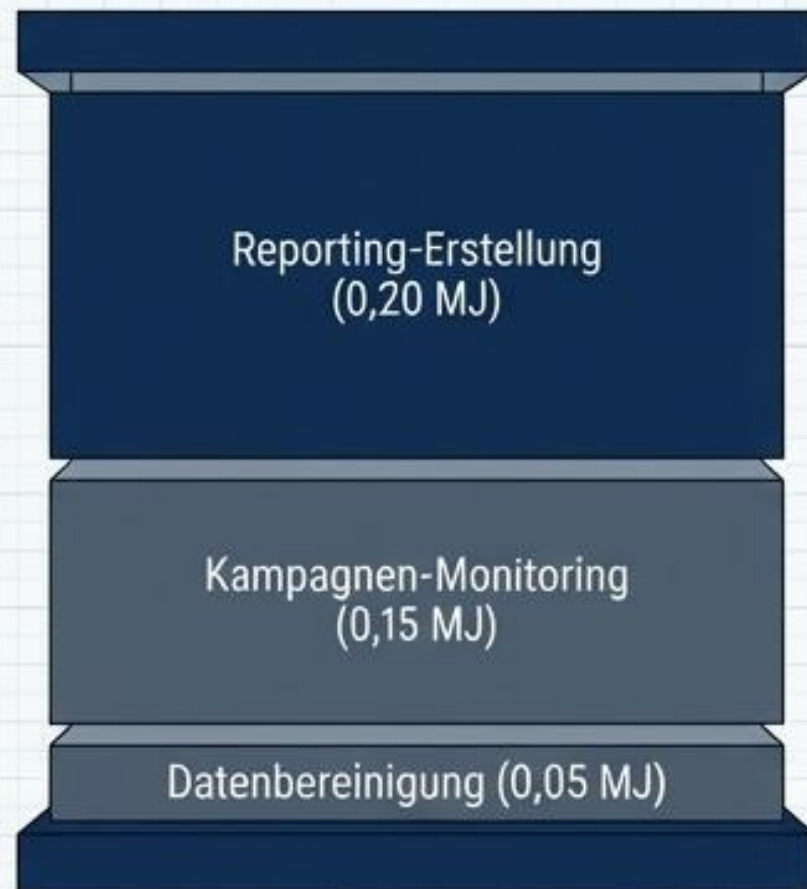 Reporting-Erstellung
(0,20 MJ)
Kampagnen-Monitoring
(0,15 MJ)
Datenbereinigung (0,05 MJ)